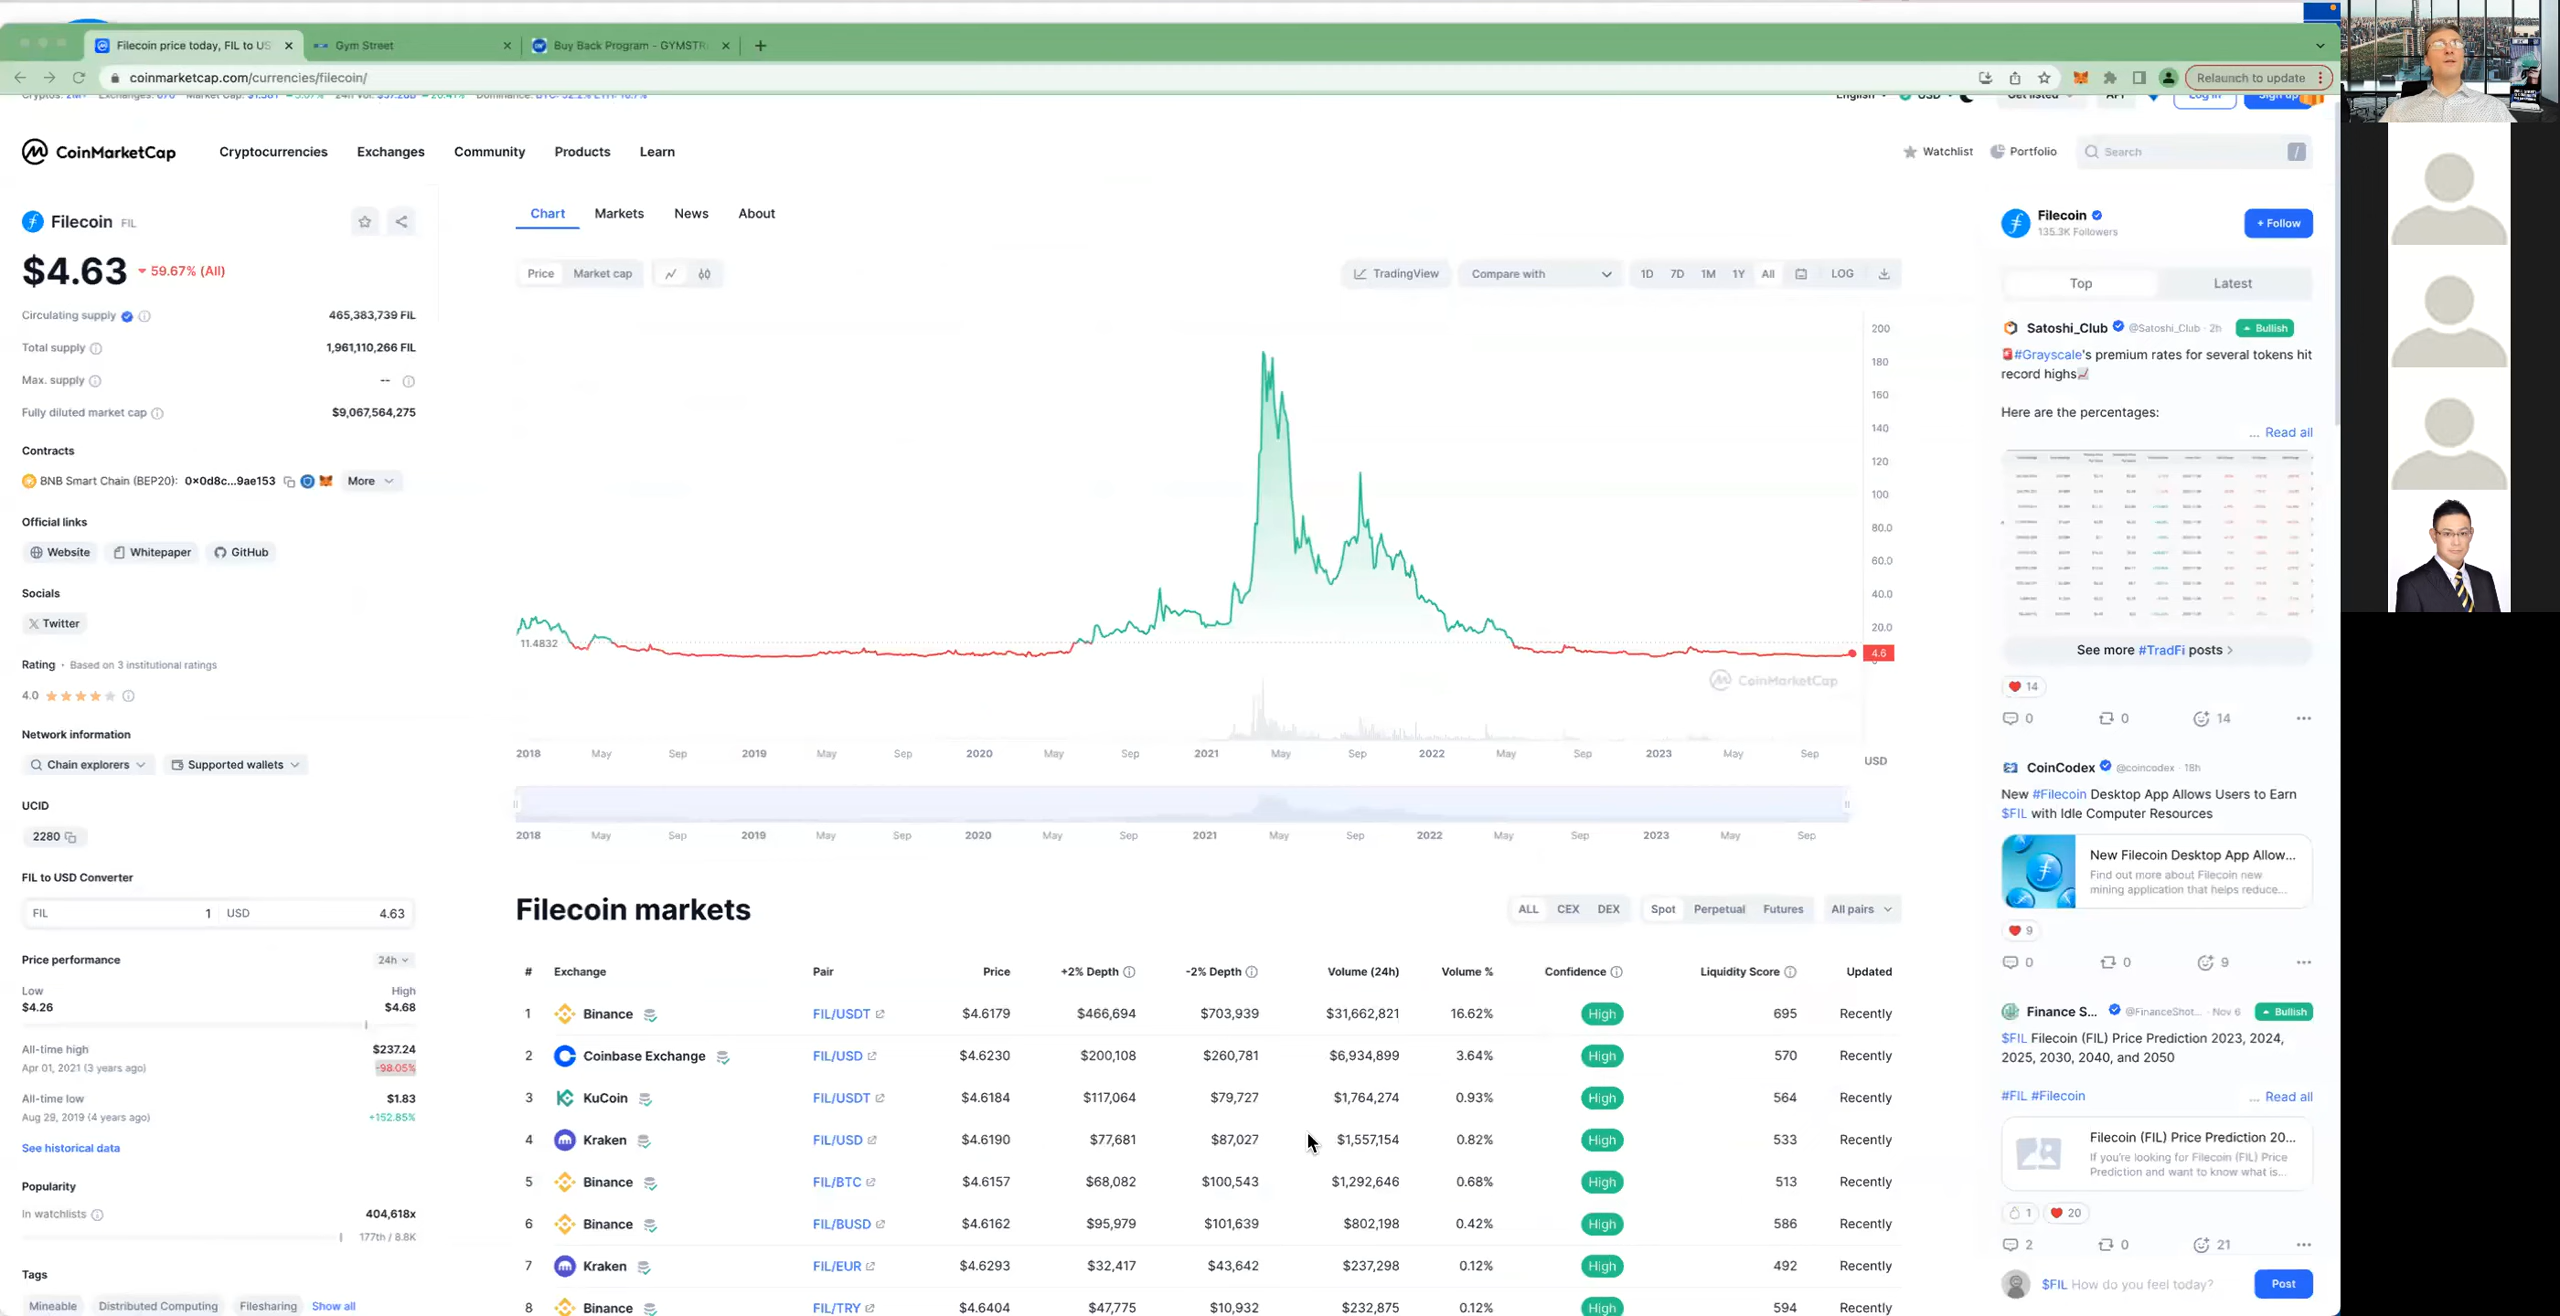 Filecoin price today, FIL to US
Gym Street
Buy Back Program - GYMSTR
coinmarketcap.com/currencies/filecoin/
Relaunch to update
CoinMarketCap
Cryptocurrencies
Exchanges
Community
Products
Learn
Watchlist
Portfolio
Search
/
Filecoin FIL
$4.63 59.67% (All)
Circulating supply 465,383,739 FIL
Total supply 1,961,110,266 FIL
Max. supply --
Fully diluted market cap $9,067,564,275
Contracts
BNB Smart Chain (BEP20): 0x0d8c...9ae153 More
Official links
Website Whitepaper GitHub
Socials
Twitter
Rating · Based on 3 institutional ratings
4.0
Network information
Chain explorers Supported wallets
UCID
2280
FIL to USD Converter
FIL 1 USD 4.63
Price performance 24h
Low High
$4.26 $4.68
All-time high $237.24
Apr 01, 2021 (3 years ago) -98.05%
All-time low $1.83
Aug 29, 2019 (4 years ago) +152.85%
See historical data
Popularity
In watchlists 404,618x
177th / 8.8K
Tags
Mineable Distributed Computing Filesharing Show all
Chart Markets News About
Price Market cap
TradingView Compare with 1D 7D 1M 1Y All LOG
200
180
160
140
120
100
80.0
60.0
40.0
20.0
11.4832
4.6
CoinMarketCap
2018 May Sep 2019 May Sep 2020 May Sep 2021 May Sep 2022 May Sep 2023 May Sep
USD
2018 May Sep 2019 May Sep 2020 May Sep 2021 May Sep 2022 May Sep 2023 May Sep
Filecoin markets
ALL CEX DEX Spot Perpetual Futures All pairs
# Exchange Pair Price +2% Depth -2% Depth Volume (24h) Volume % Confidence Liquidity Score Updated
1 Binance FIL/USDT $4.6179 $466,694 $703,939 $31,662,821 16.62% High 695 Recently
2 Coinbase Exchange FIL/USD $4.6230 $200,108 $260,781 $6,934,899 3.64% High 570 Recently
3 KuCoin FIL/USDT $4.6184 $117,064 $79,727 $1,764,274 0.93% High 564 Recently
4 Kraken FIL/USD $4.6190 $77,681 $87,027 $1,557,154 0.82% High 533 Recently
5 Binance FIL/BTC $4.6157 $68,082 $100,543 $1,292,646 0.68% High 513 Recently
6 Binance FIL/BUSD $4.6162 $95,979 $101,639 $802,198 0.42% High 586 Recently
7 Kraken FIL/EUR $4.6293 $32,417 $43,642 $237,298 0.12% High 492 Recently
8 Binance FIL/TRY $4.6404 $47,775 $10,932 $232,875 0.12% High 594 Recently
Filecoin
135.3K Followers
+ Follow
Top Latest
Satoshi_Club @Satoshi_Club · 2h Bullish
#Grayscale's premium rates for several tokens hit
record highs
Here are the percentages:
... Read all
See more #TradFi posts
14
0 0 14
CoinCodex @coincodex · 18h
New #Filecoin Desktop App Allows Users to Earn
$FIL with Idle Computer Resources
New Filecoin Desktop App Allow...
Find out more about Filecoin new
mining application that helps reduce...
9
0 0 9
Finance S... @FinanceShot... · Nov 6 Bullish
$FIL Filecoin (FIL) Price Prediction 2023, 2024,
2025, 2030, 2040, and 2050
#FIL #Filecoin ... Read all
Filecoin (FIL) Price Prediction 20...
If you're looking for Filecoin (FIL) Price
Prediction and want to know what is...
1 20
2 0 21
$FIL How do you feel today? Post